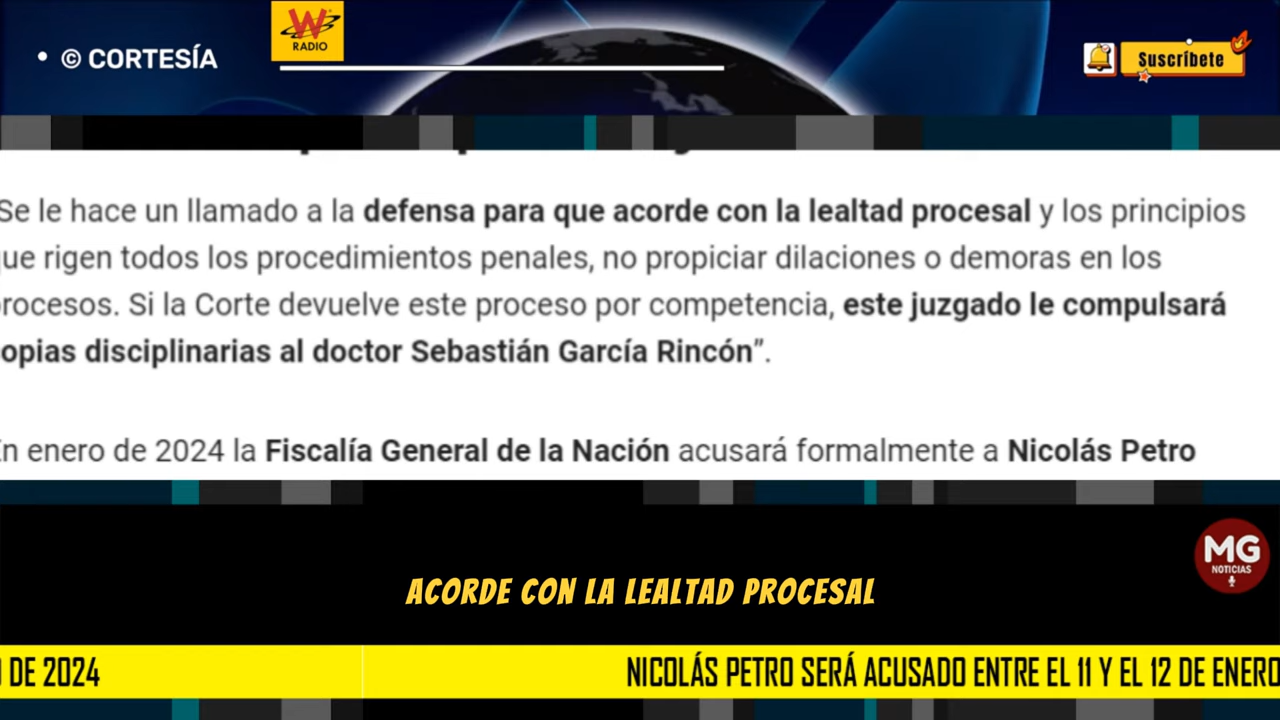 • © CORTESÍA
W
RADIO
Suscríbete
Se le hace un llamado a la defensa para que acorde con la lealtad procesal y los principios
que rigen todos los procedimientos penales, no propiciar dilaciones o demoras en los
procesos. Si la Corte devuelve este proceso por competencia, este juzgado le compulsará
copias disciplinarias al doctor Sebastián García Rincón”.
En enero de 2024 la Fiscalía General de la Nación acusará formalmente a Nicolás Petro
MG
NOTICIAS
ACORDE CON LA LEALTAD PROCESAL
O DE 2024 NICOLÁS PETRO SERÁ ACUSADO ENTRE EL 11 Y EL 12 DE ENERO